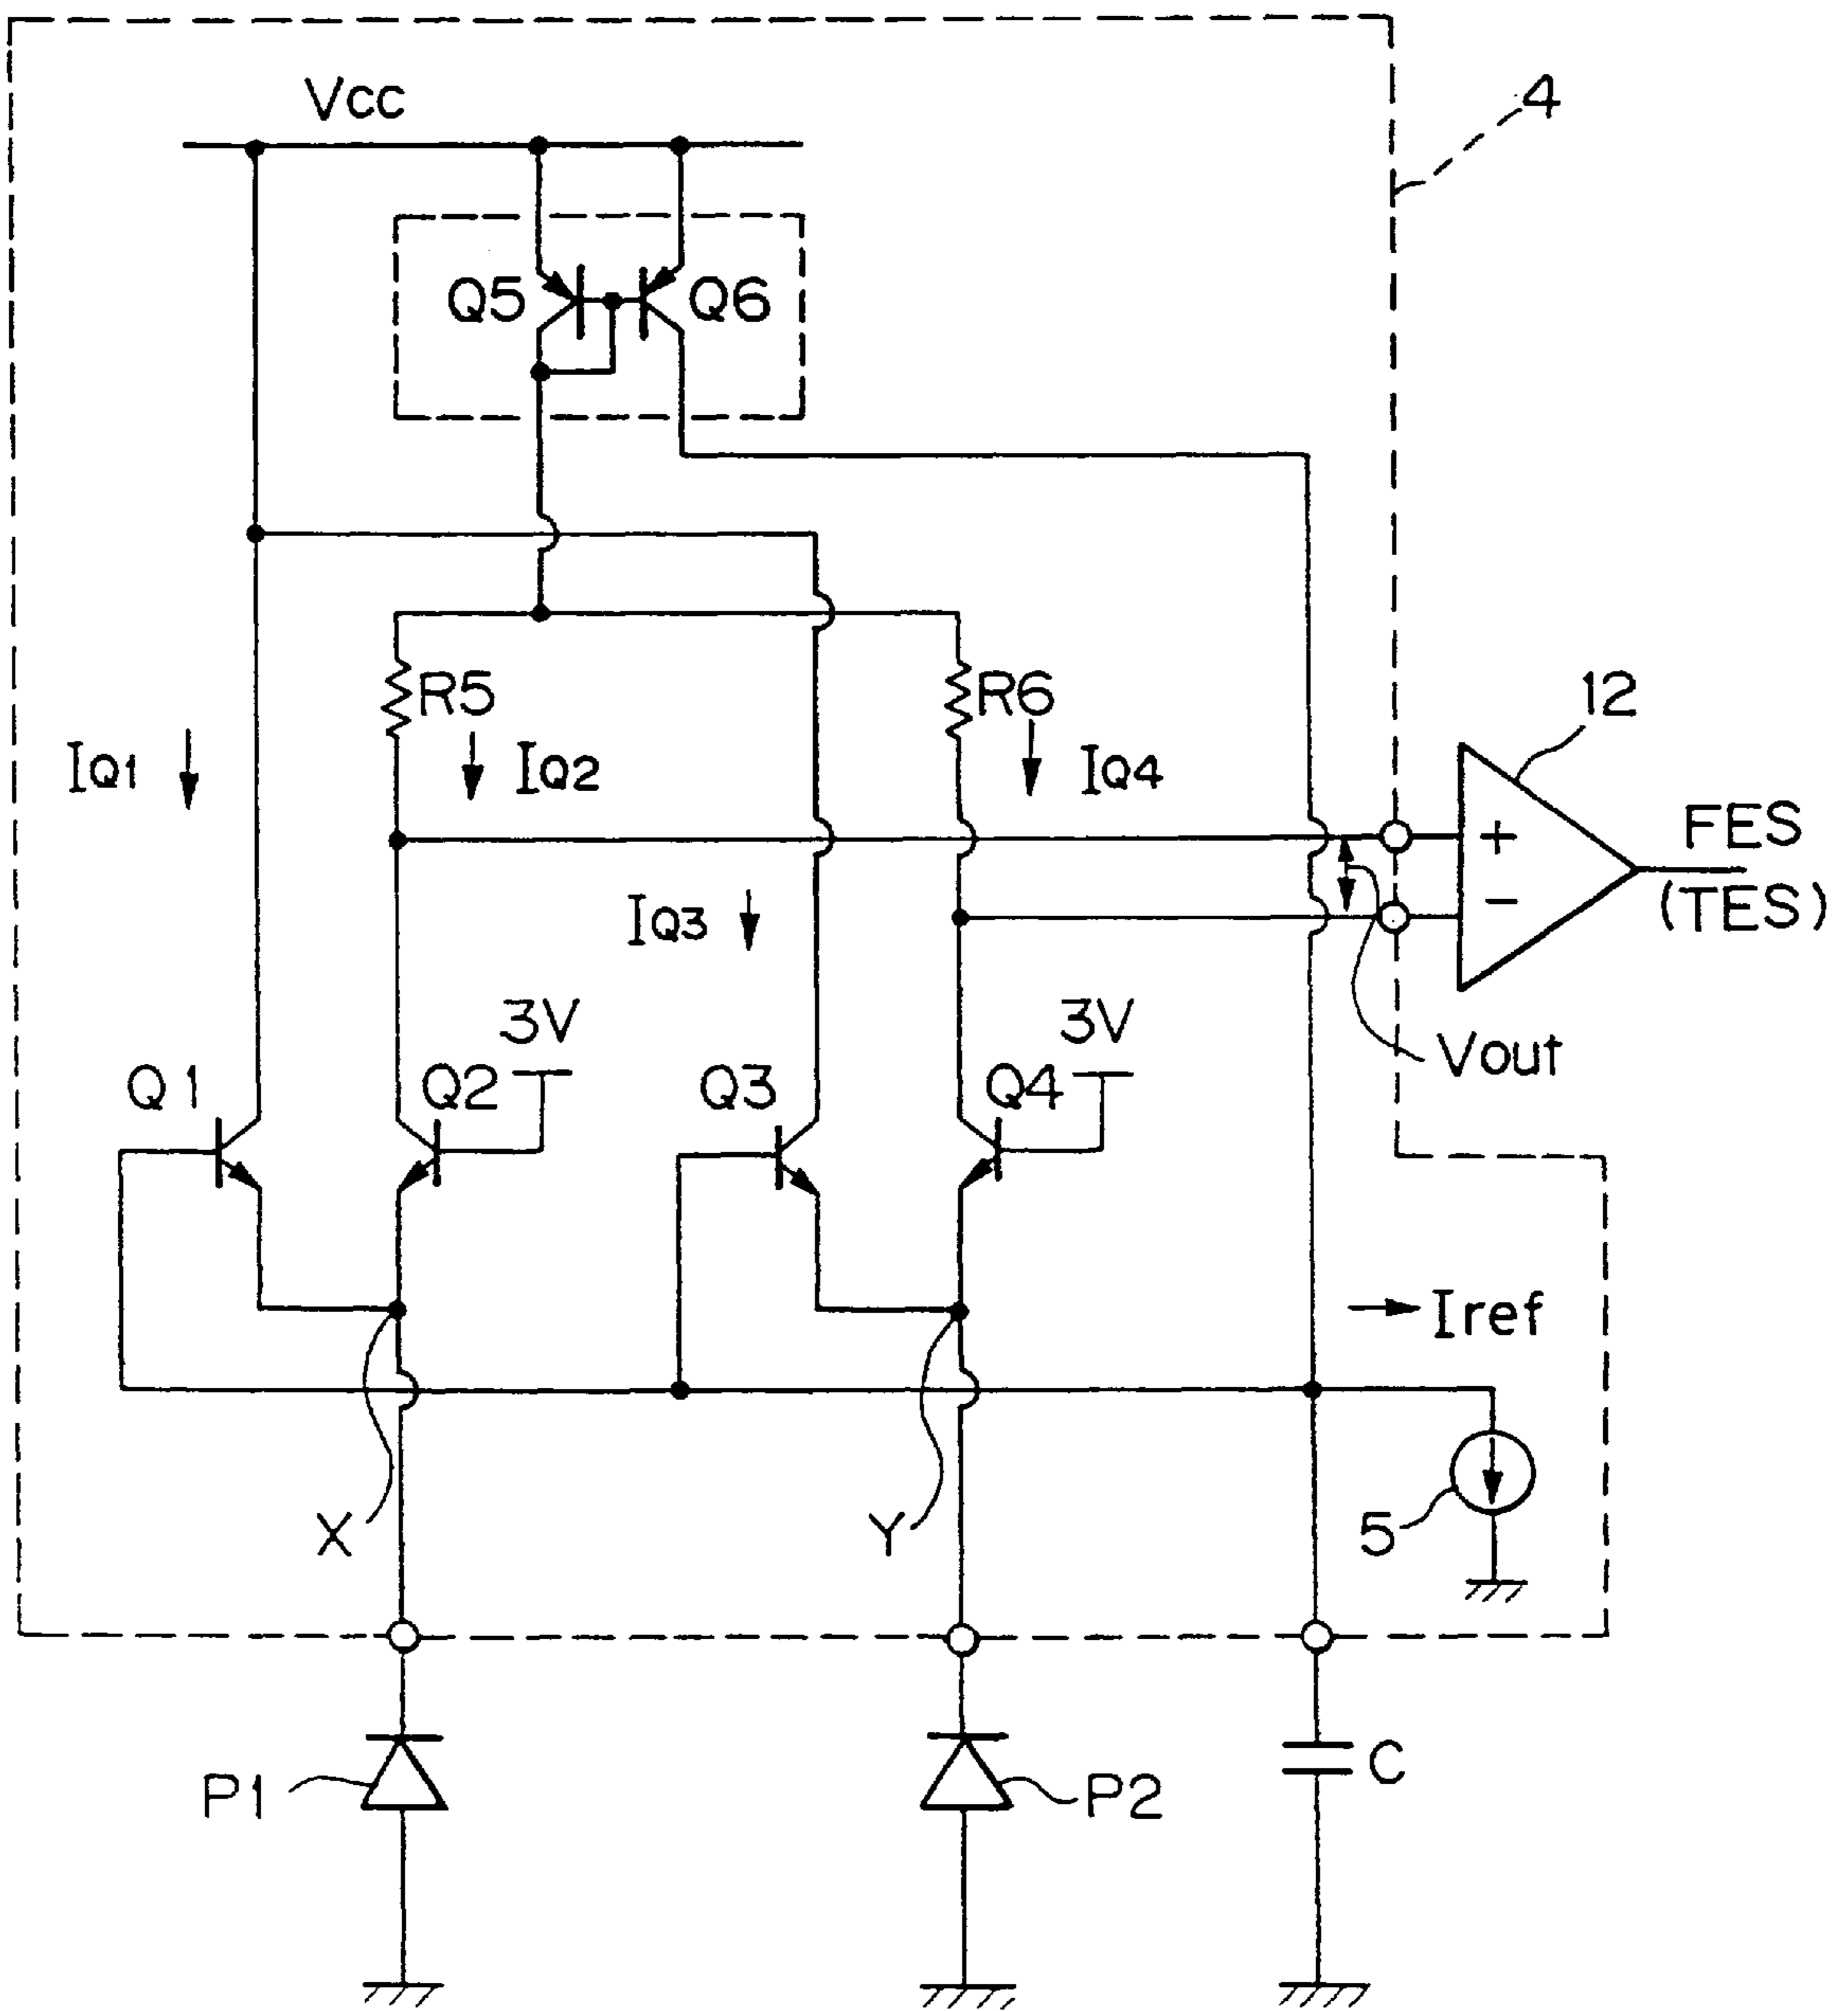 Vcc
4
Q5
Q6
R5
R6
12
IQ1
IQ2
IQ4
+
FES
IQ3
-
(TES)
3V
3V
Vout
Q1
Q2
Q3
Q4
Iref
X
Y
5
P1
P2
C